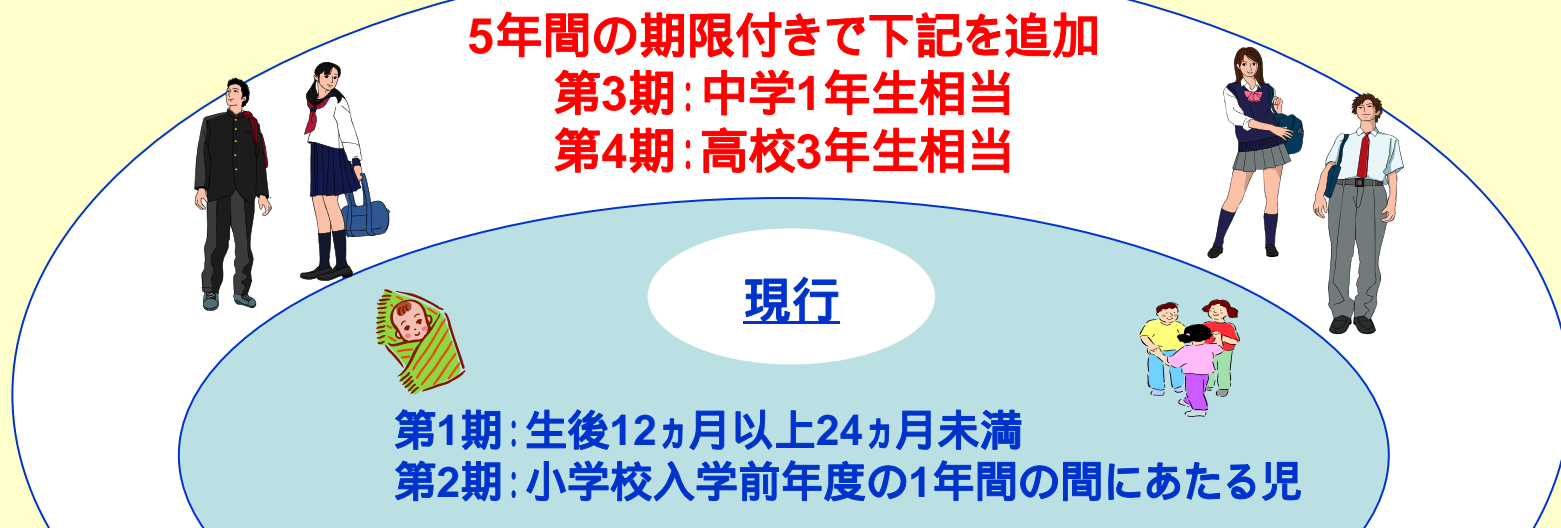 5年間の期限付きで下記を追加
第3期:中学1年生相当
第4期:高校3年生相当
現行
第1期:生後12ヵ月以上24ヵ月未満
第2期:小学校入学前年度の1年間の間にあたる児